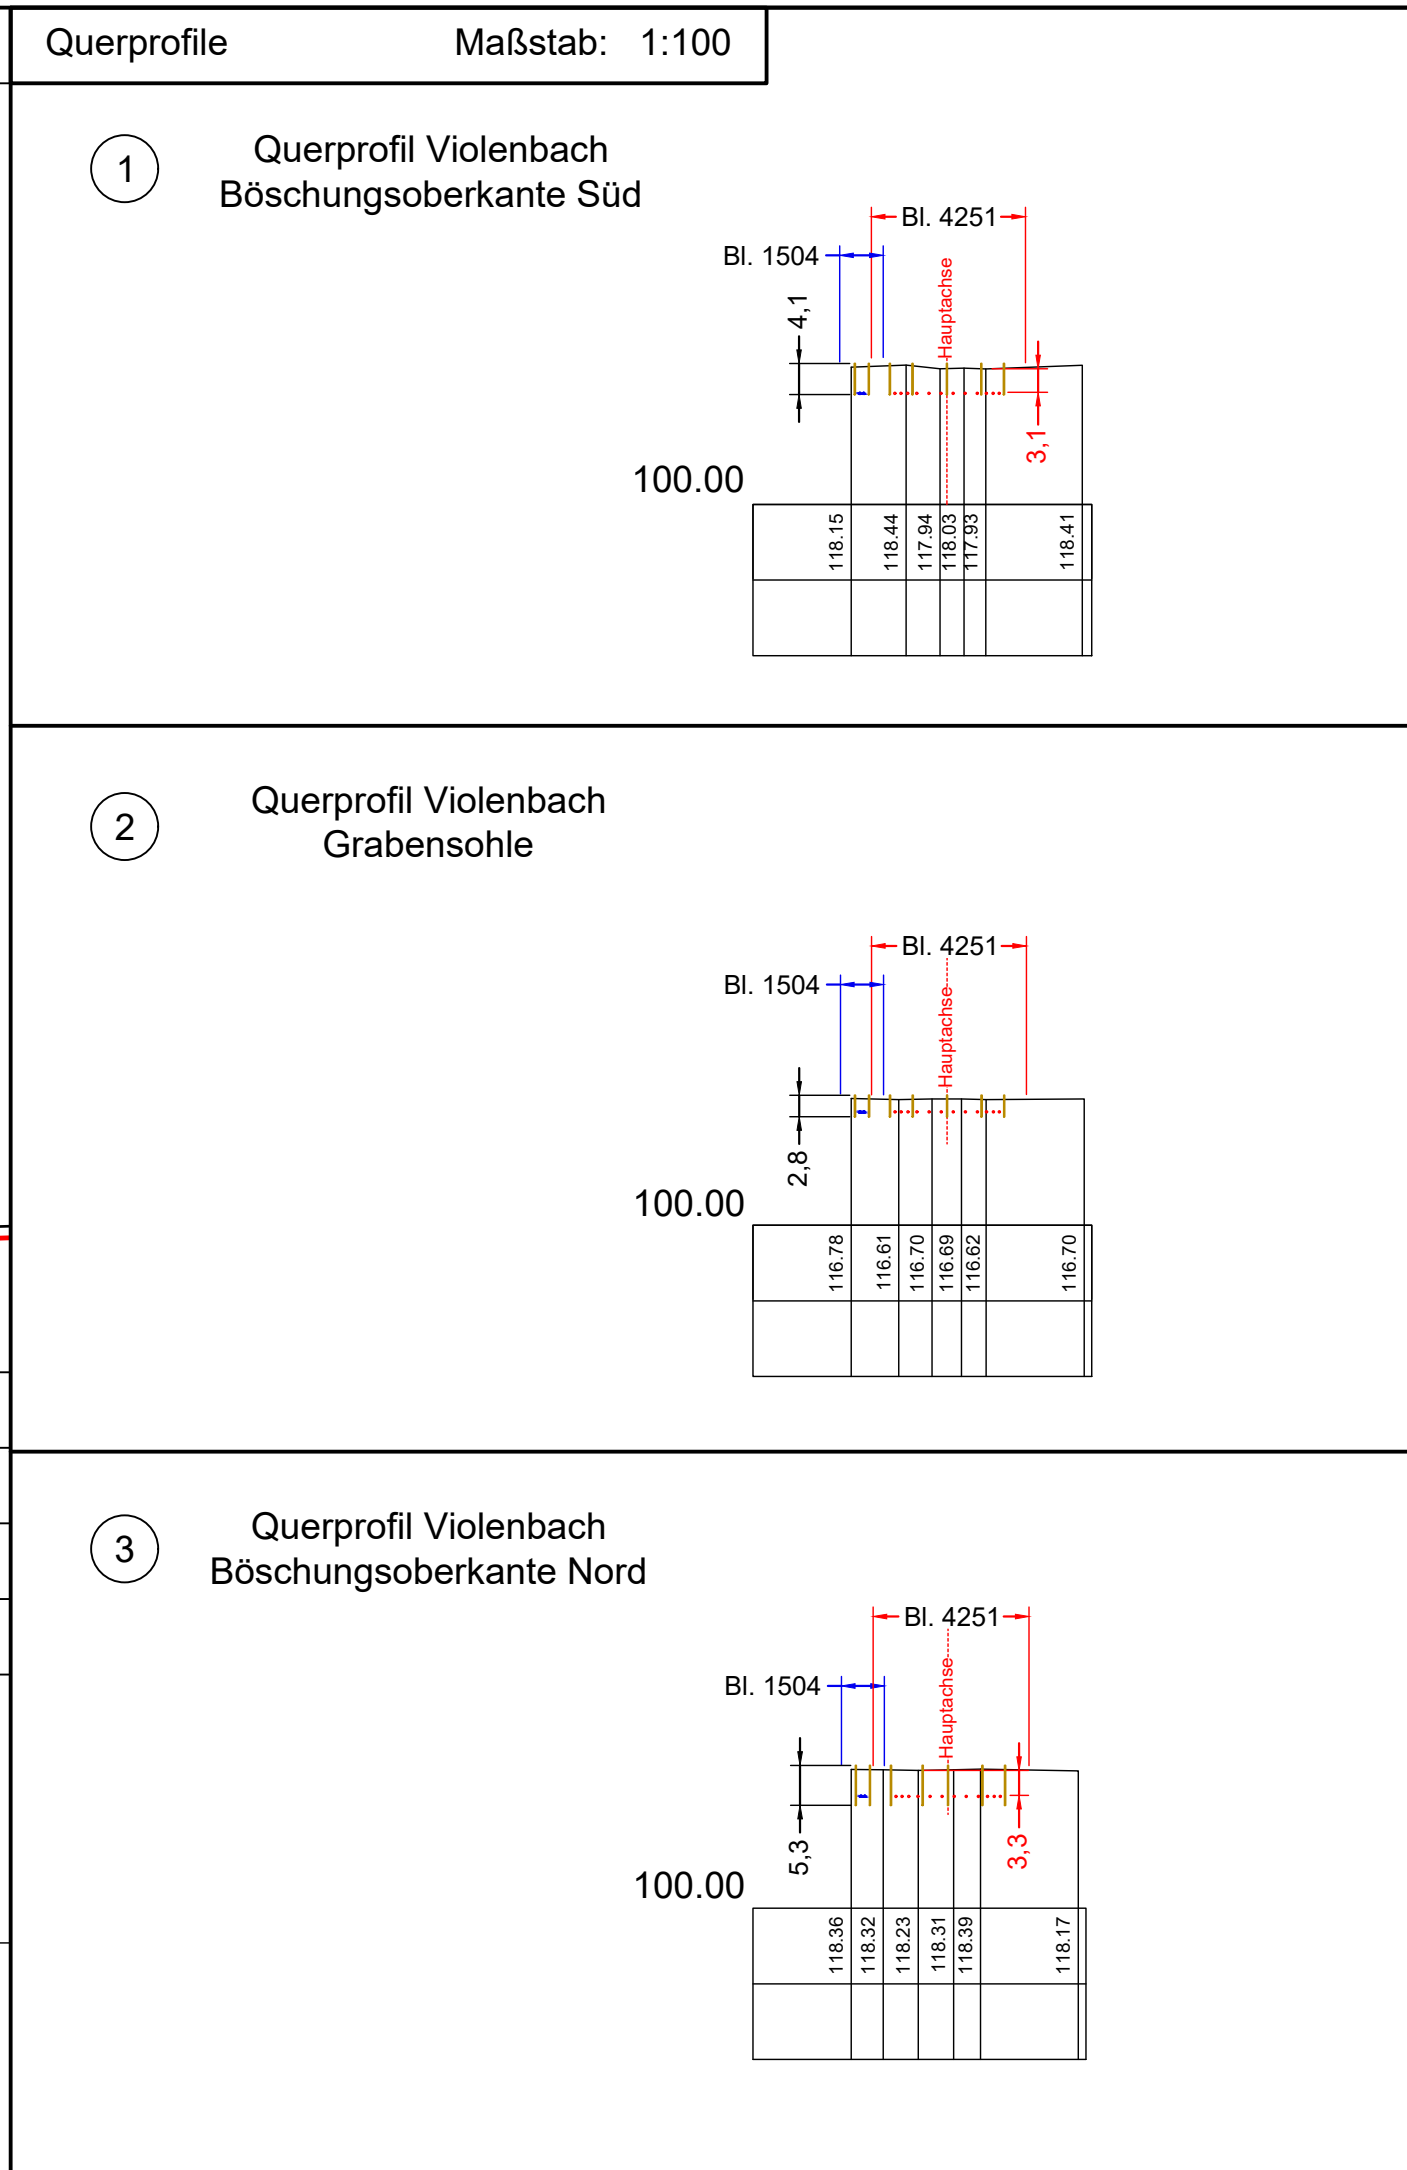 Querprofile Maßstab: 1:100
1
Querprofil Violenbach
Böschungsoberkante Süd
Bl. 4251
Bl. 1504
Hauptachse
4,1
3,1
100.00
118.15 118.44 117.94 118.03 117.93 118.41
2
Querprofil Violenbach
Grabensohle
Bl. 4251
Bl. 1504
Hauptachse
2,8
100.00
116.78 116.61 116.70 116.69 116.62 116.70
3
Querprofil Violenbach
Böschungsoberkante Nord
Bl. 4251
Bl. 1504
Hauptachse
5,3
3,3
100.00
118.36 118.32 118.23 118.31 118.39 118.17